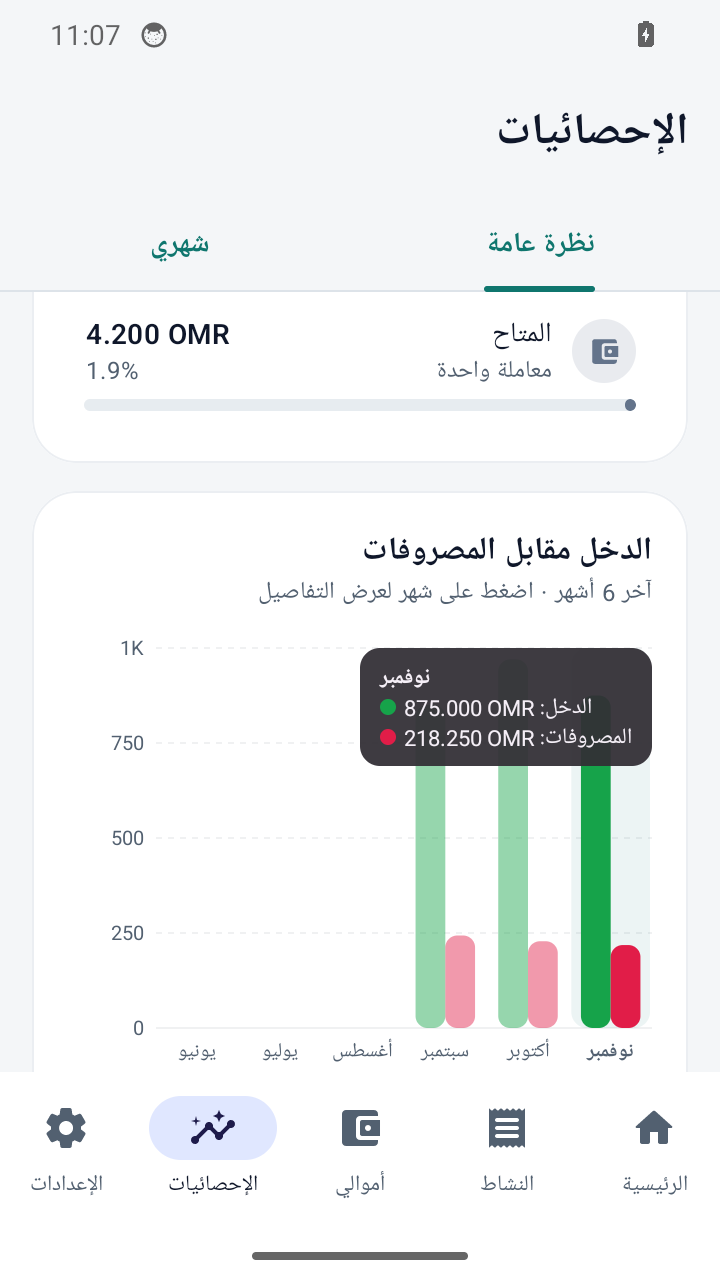 11:07
الإحصائيات
نظرة عامة
شهري
المتاح
4.200 OMR
معاملة واحدة
1.9%
الدخل مقابل المصروفات
آخر 6 أشهر · اضغط على شهر لعرض التفاصيل
1K
750
500
250
0
نوفمبر
الدخل: 875.000 OMR
المصروفات: 218.250 OMR
يونيو
يوليو
أغسطس
سبتمبر
أكتوبر
نوفمبر
الرئيسية
النشاط
أموالي
الإحصائيات
الإعدادات